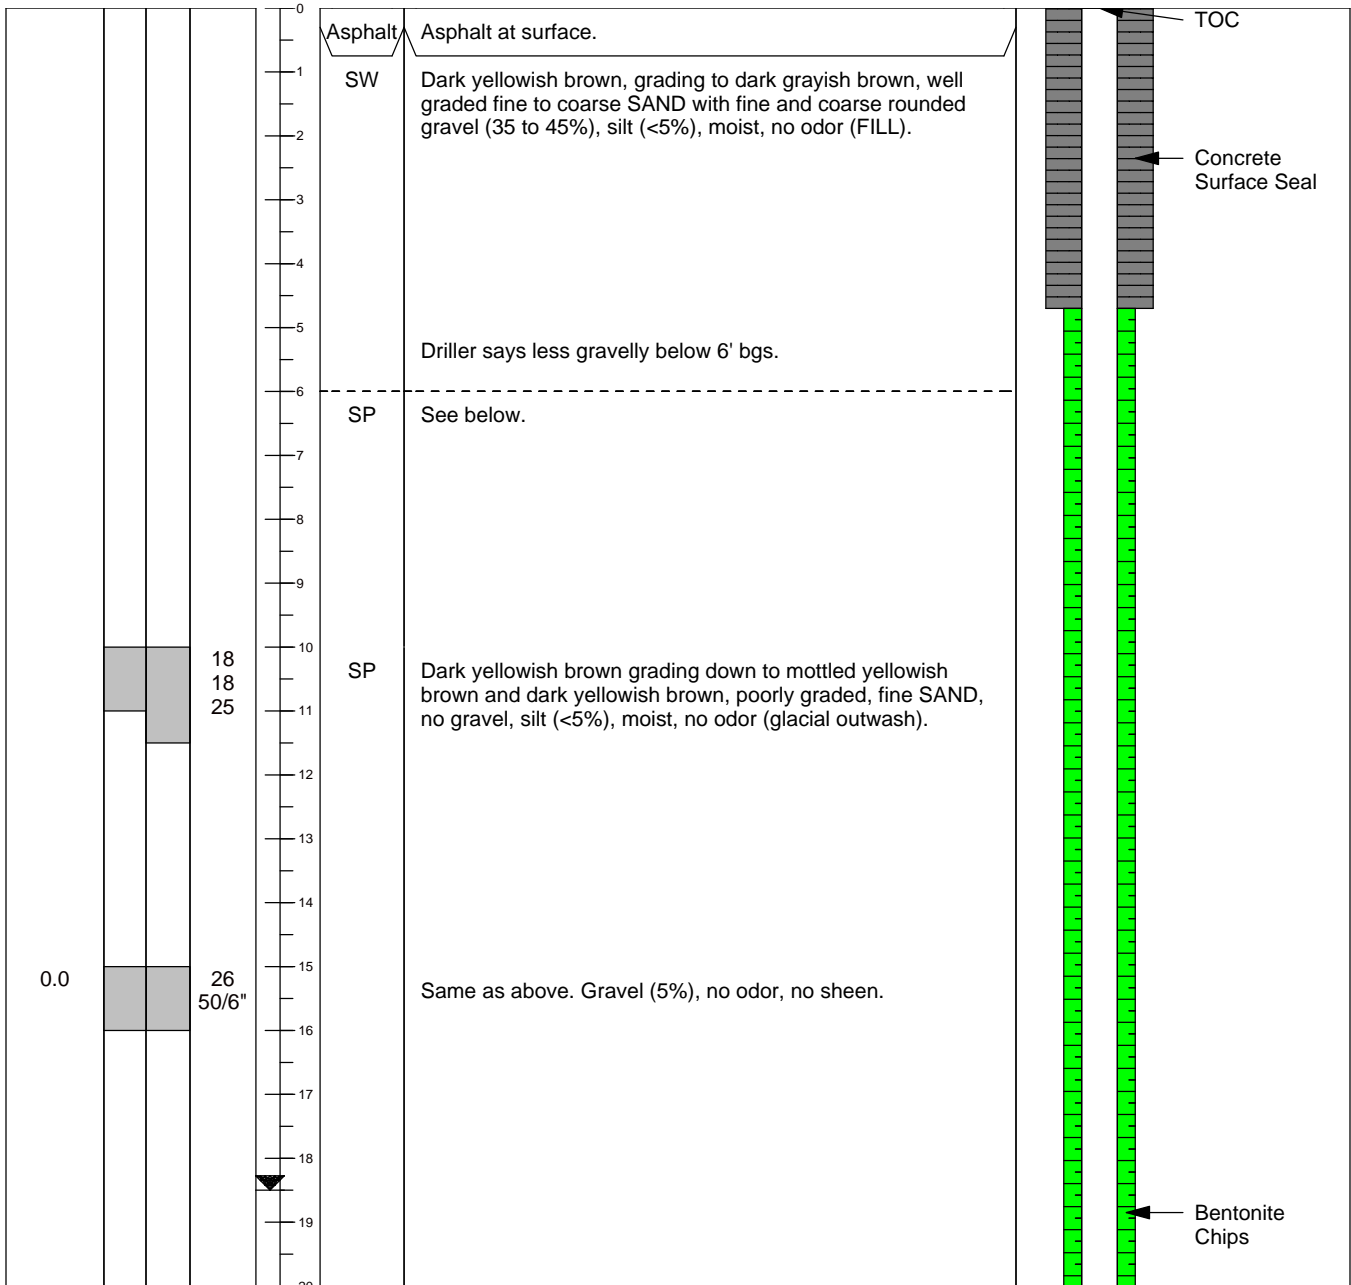 0
TOC
Asphalt
Asphalt at surface.
1
SW
Dark yellowish brown, grading to dark grayish brown, well
graded fine to coarse SAND with fine and coarse rounded
gravel (35 to 45%), silt (<5%), moist, no odor (FILL).
2
Concrete
Surface Seal
3
4
5
Driller says less gravelly below 6' bgs.
6
SP
See below.
7
8
9
10
18
18
25
SP
Dark yellowish brown grading down to mottled yellowish
brown and dark yellowish brown, poorly graded, fine SAND,
no gravel, silt (<5%), moist, no odor (glacial outwash).
11
12
13
14
15
0.0
26
50/6"
Same as above. Gravel (5%), no odor, no sheen.
16
17
18
19
Bentonite
Chips
20